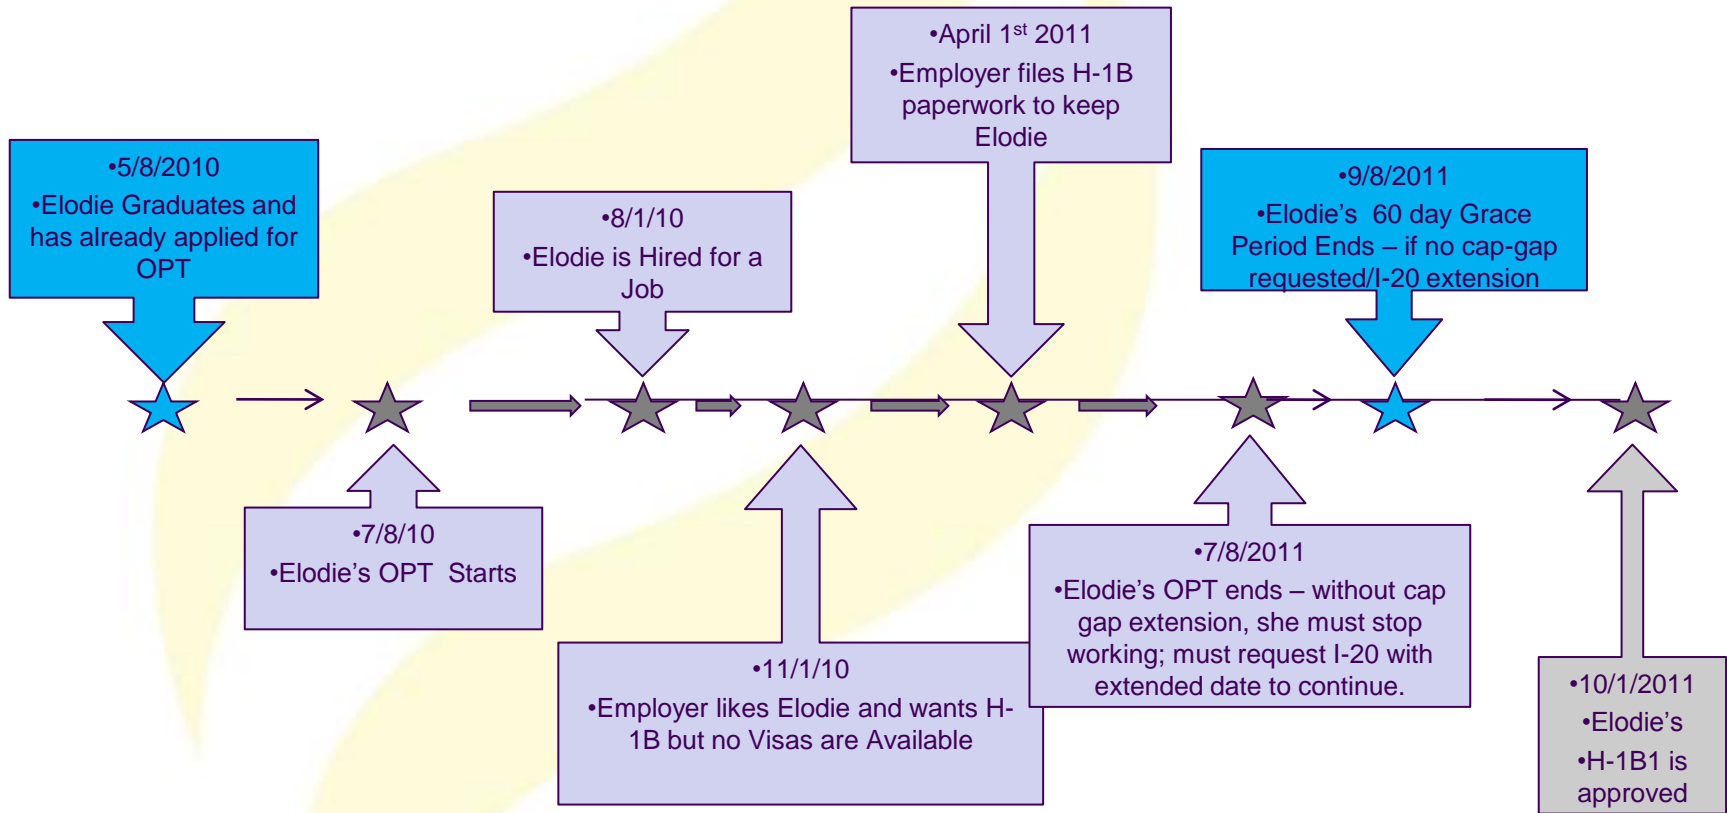 •5/8/2010
•Elodie Graduates and
has already applied for
OPT
•7/8/10
•Elodie's OPT Starts
•8/1/10
•Elodie is Hired for a
Job
•11/1/10
•Employer likes Elodie and wants H-
1B but no Visas are Available
•April 1st 2011
•Employer files H-1B
paperwork to keep
Elodie
•7/8/2011
•Elodie's OPT ends – without cap
gap extension, she must stop
working; must request I-20 with
extended date to continue.
•9/8/2011
•Elodie's 60 day Grace
Period Ends – if no cap-gap
requested/I-20 extension
•10/1/2011
•Elodie's
•H-1B1 is
approved